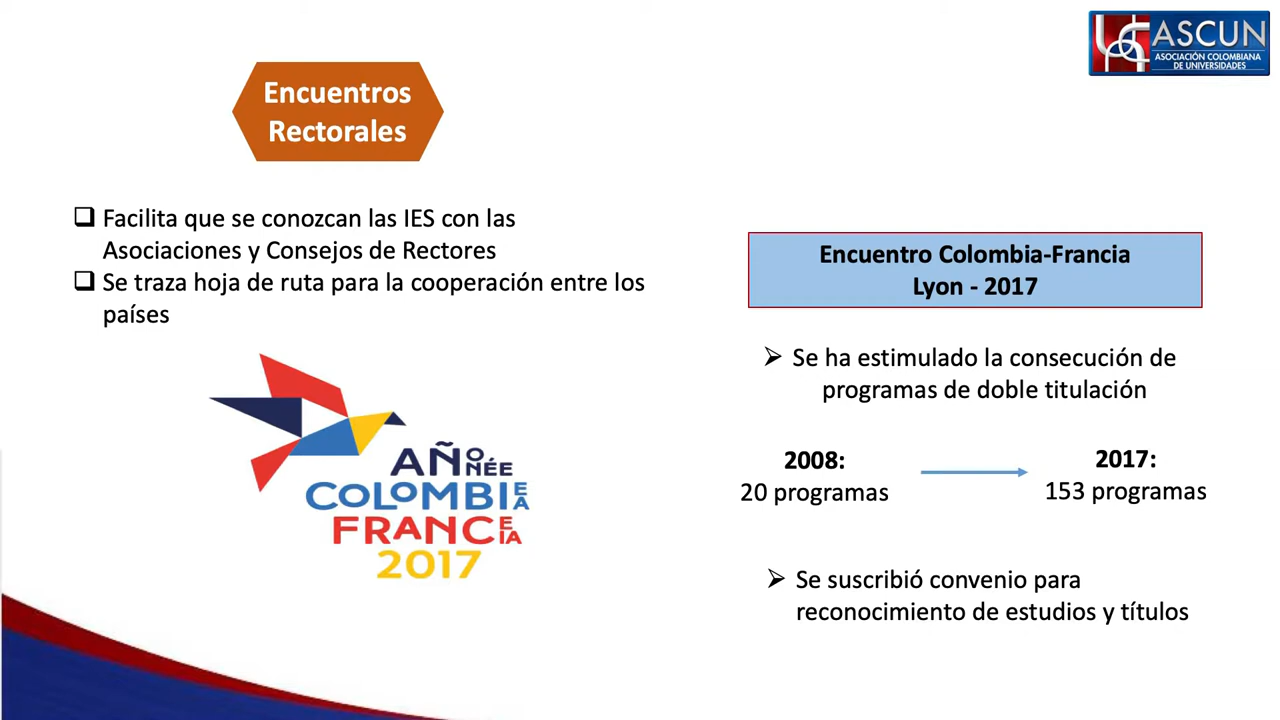 ASCUN
ASOCIACIÓN COLOMBIANA
DE UNIVERSIDADES
Encuentros
Rectorales
Facilita que se conozcan las IES con las
Asociaciones y Consejos de Rectores
Se traza hoja de ruta para la cooperación entre los
países
AÑO NÉE
COLOMBIE A
FRANCE IA
2017
Encuentro Colombia-Francia
Lyon - 2017
Se ha estimulado la consecución de
programas de doble titulación
2008:
20 programas
2017:
153 programas
Se suscribió convenio para
reconocimiento de estudios y títulos